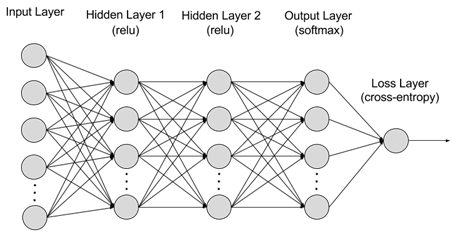 Input Layer
Hidden Layer 1
(relu)
Hidden Layer 2
(relu)
Output Layer
(softmax)
Loss Layer
(cross-entropy)